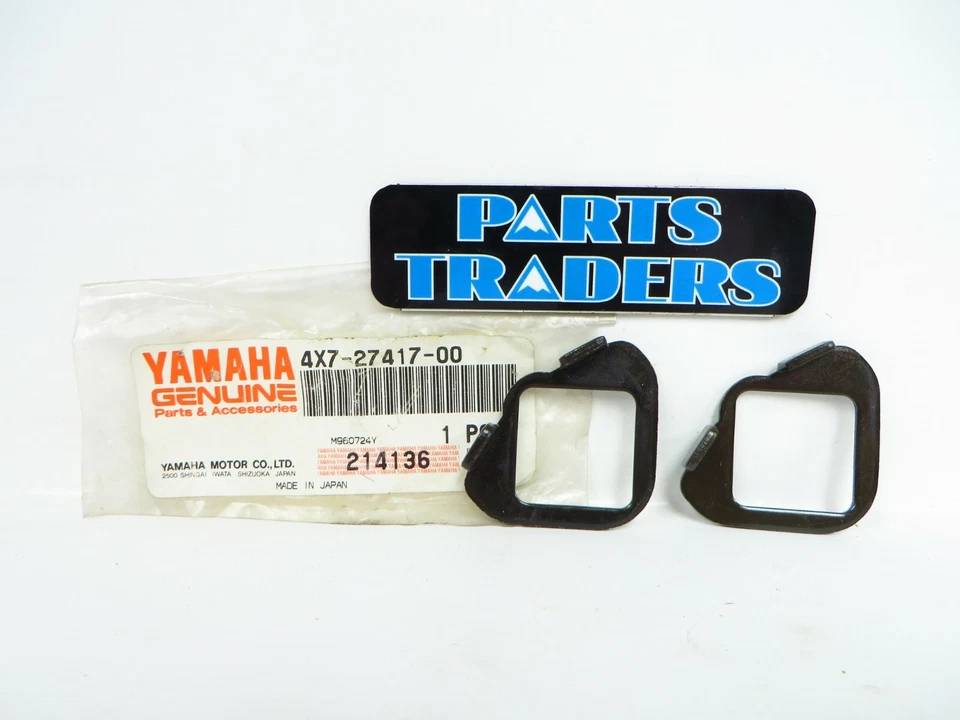 PARTS
TRADERS
YAMAHA
GENUINE
Parts & Accessories
4X7-27417-00
M960724Y
1
214136
YAMAHA MOTOR CO.,LTD.
2500 SHINGAI IWATA SHIZUOKA JAPAN
MADE IN JAPAN